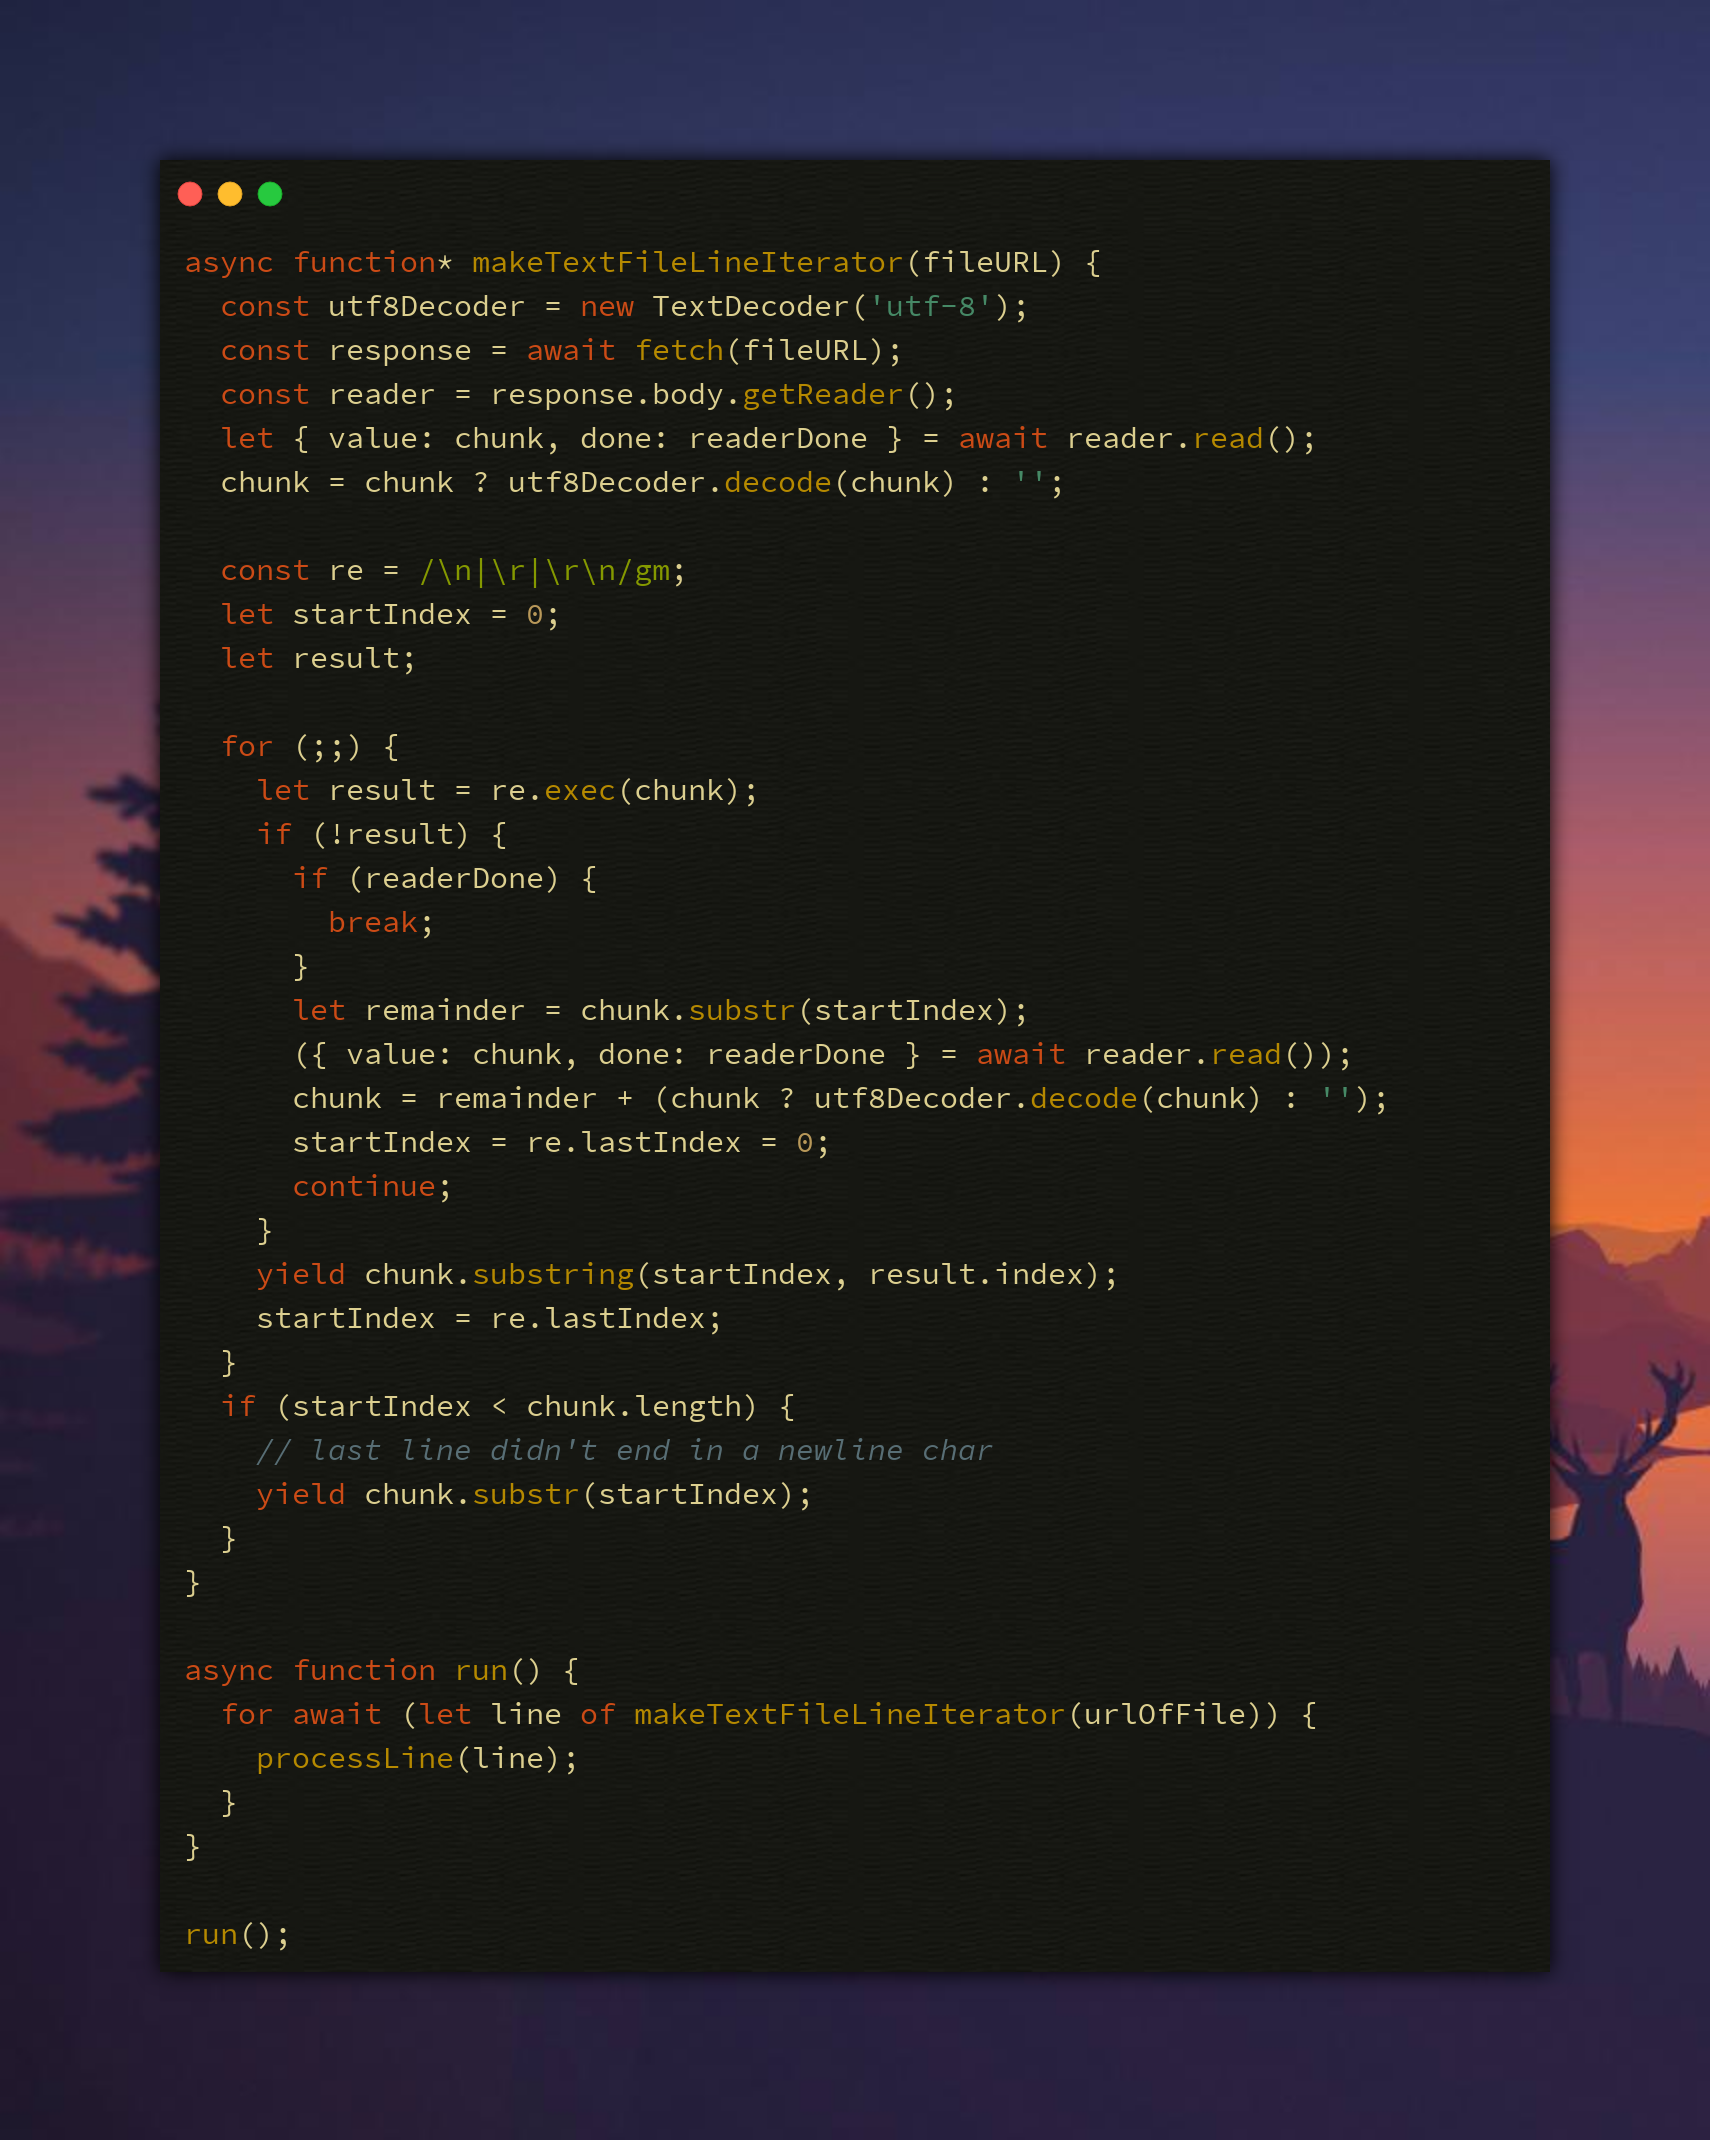 async function* makeTextFileLineIterator(fileURL) {
  const utf8Decoder = new TextDecoder('utf-8');
  const response = await fetch(fileURL);
  const reader = response.body.getReader();
  let { value: chunk, done: readerDone } = await reader.read();
  chunk = chunk ? utf8Decoder.decode(chunk) : '';

  const re = /\n|\r|\r\n/gm;
  let startIndex = 0;
  let result;

  for (;;) {
    let result = re.exec(chunk);
    if (!result) {
      if (readerDone) {
        break;
      }
      let remainder = chunk.substr(startIndex);
      ({ value: chunk, done: readerDone } = await reader.read());
      chunk = remainder + (chunk ? utf8Decoder.decode(chunk) : '');
      startIndex = re.lastIndex = 0;
      continue;
    }
    yield chunk.substring(startIndex, result.index);
    startIndex = re.lastIndex;
  }
  if (startIndex < chunk.length) {
    // last line didn't end in a newline char
    yield chunk.substr(startIndex);
  }
}

async function run() {
  for await (let line of makeTextFileLineIterator(urlOfFile)) {
    processLine(line);
  }
}

run();